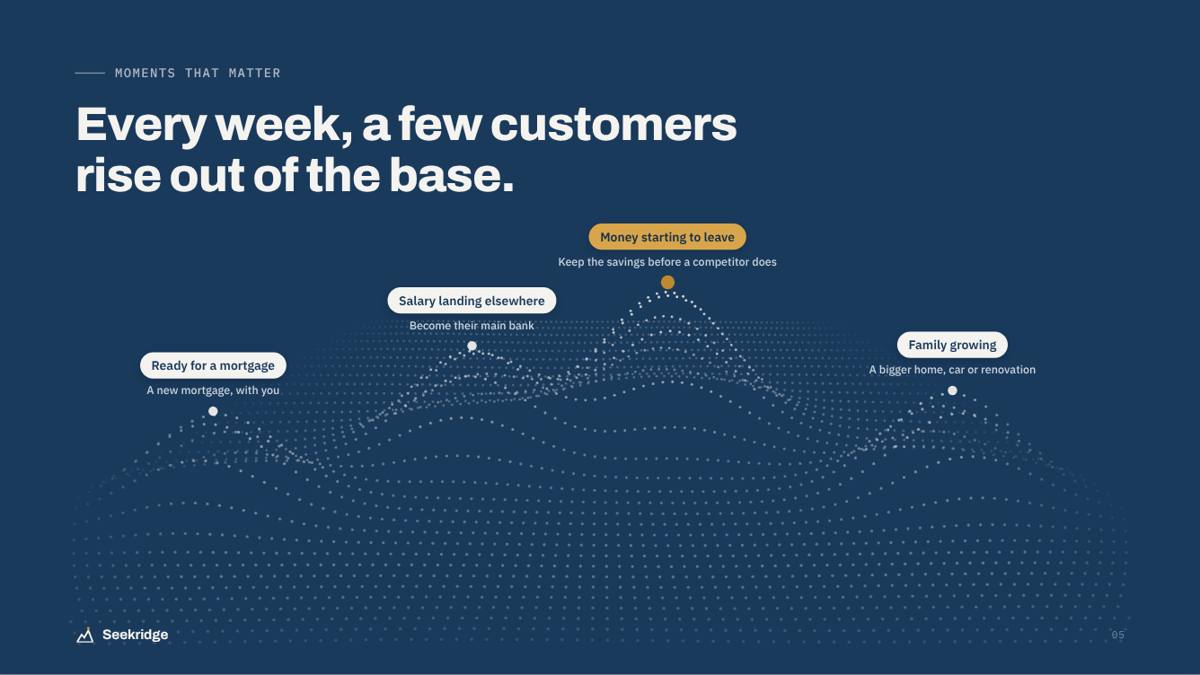 MOMENTS THAT MATTER
Every week, a few customers
rise out of the base.
Money starting to leave
Keep the savings before a competitor does
Salary landing elsewhere
Become their main bank
Family growing
A bigger home, car or renovation
Ready for a mortgage
A new mortgage, with you
Seekridge
05